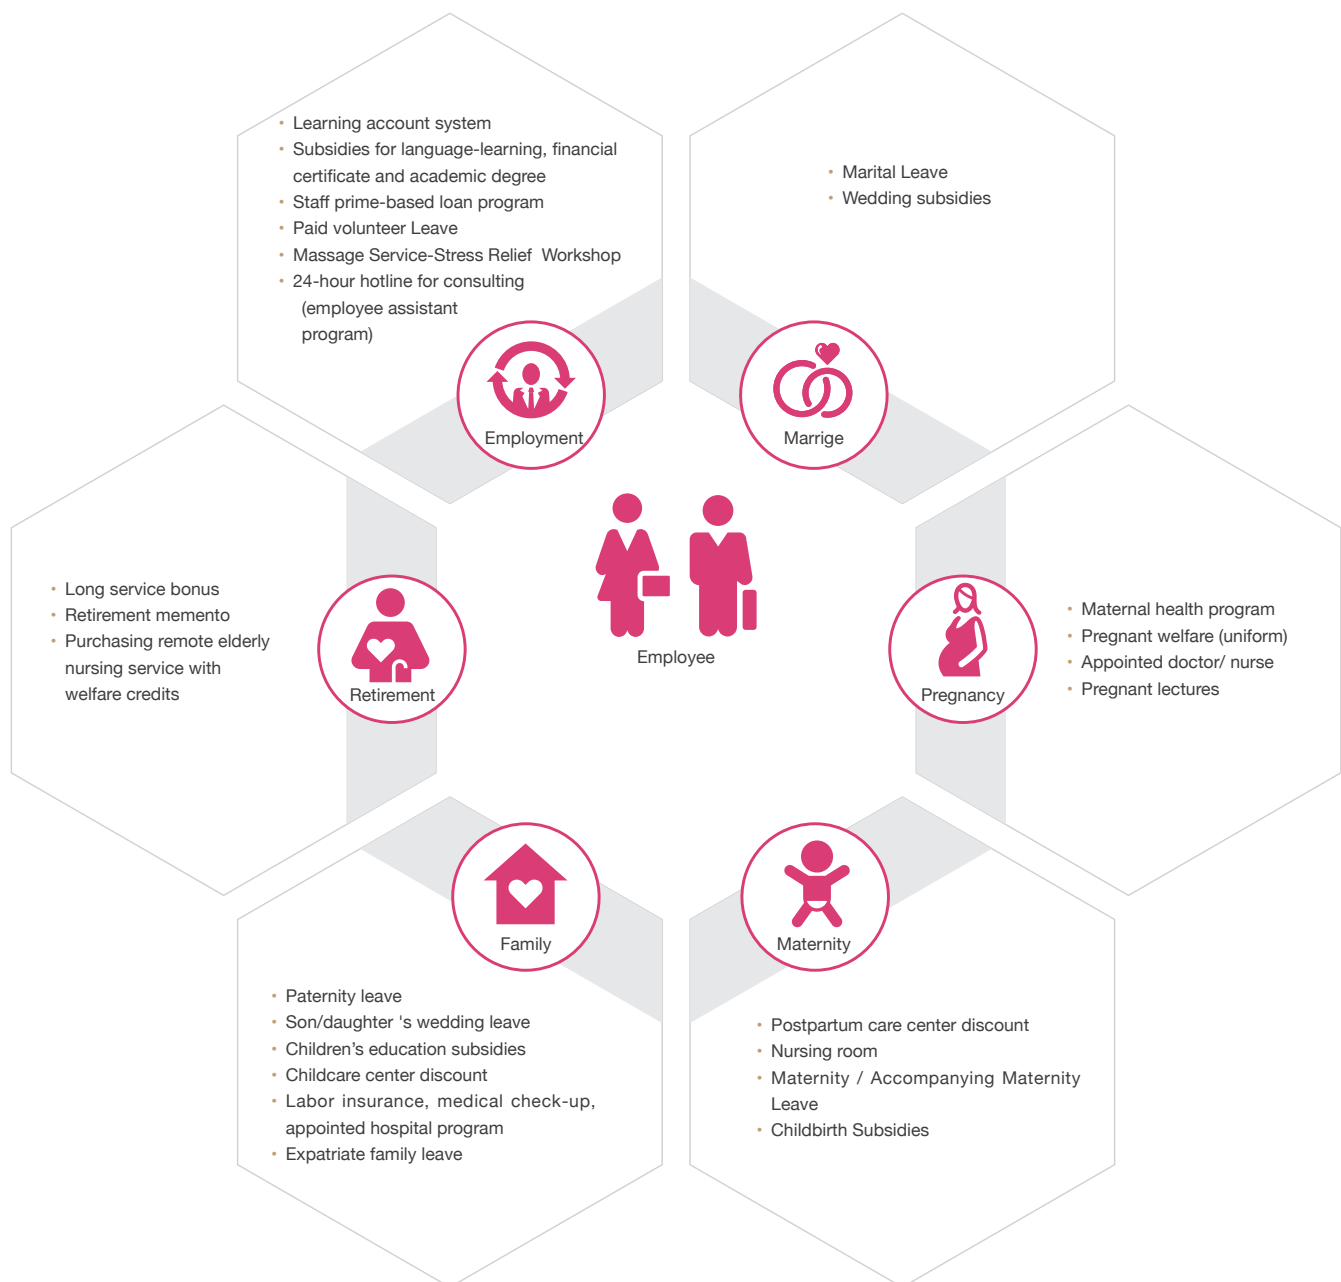 • Learning account system
• Subsidies for language-learning, financial
certificate and academic degree
• Staff prime-based loan program
• Paid volunteer Leave
• Massage Service-Stress Relief Workshop
• 24-hour hotline for consulting
(employee assistant
program)
Employment
• Marital Leave
• Wedding subsidies
Marrige
• Long service bonus
• Retirement memento
• Purchasing remote elderly
nursing service with
welfare credits
Retirement
Employee
Pregnancy
• Maternal health program
• Pregnant welfare (uniform)
• Appointed doctor/ nurse
• Pregnant lectures
Family
• Paternity leave
• Son/daughter 's wedding leave
• Children’s education subsidies
• Childcare center discount
• Labor insurance, medical check-up,
appointed hospital program
• Expatriate family leave
Maternity
• Postpartum care center discount
• Nursing room
• Maternity / Accompanying Maternity
Leave
• Childbirth Subsidies